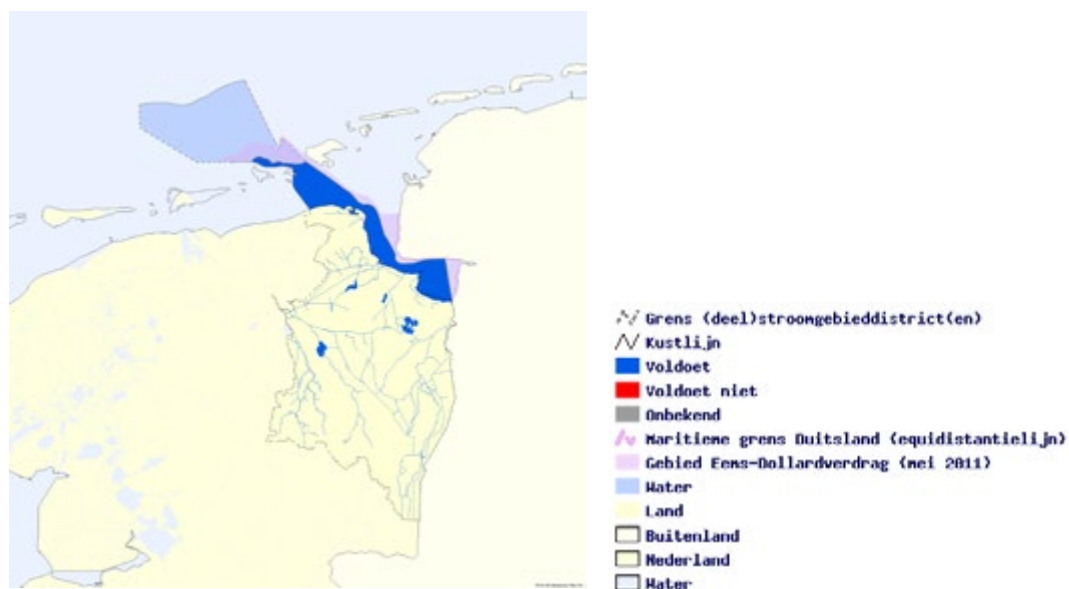 Grens (deel)stroomgebieddistrict(en)
Kustlijn
Voldoet
Voldoet niet
Onbekend
Maritieme grens Duitsland (equidistantielijn)
Gebied Eems-Dollardverdrag (mei 2011)
Water
Land
Buitenland
Nederland
Water